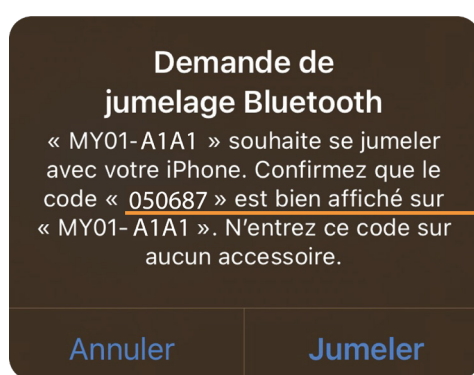 Demande de
jumelage Bluetooth
« MY01-A1A1 » souhaite se jumeler
avec votre iPhone. Confirmez que le
code « 050687 » est bien affiché sur
« MY01-A1A1 ». N’entrez ce code sur
aucun accessoire.
Annuler
Jumeler